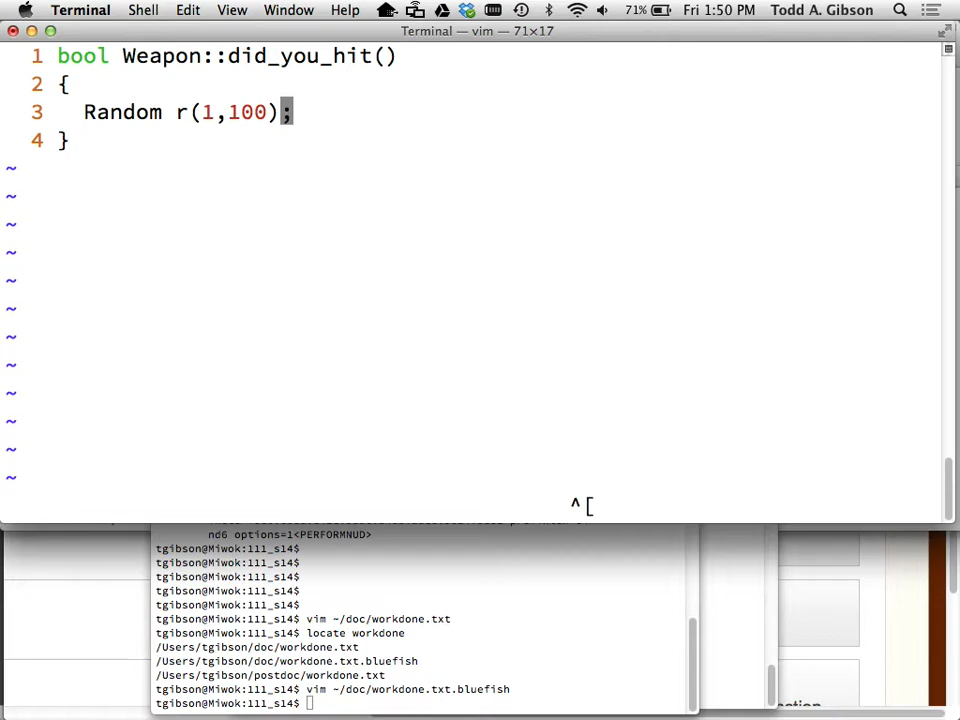 Terminal Shell Edit View Window Help 71% Fri 1:50 PM Todd A. Gibson
Terminal — vim — 71×17
1 bool Weapon::did_you_hit()
2 {
3 Random r(1,100);
4 }
~
~
~
~
~
~
~
~
~
~
~
~
^[
nd6 options=1<PERFORMNUD>
tgibson@Miwok:111_s14$
tgibson@Miwok:111_s14$
tgibson@Miwok:111_s14$
tgibson@Miwok:111_s14$
tgibson@Miwok:111_s14$
tgibson@Miwok:111_s14$ vim ~/doc/workdone.txt
tgibson@Miwok:111_s14$ locate workdone
/Users/tgibson/doc/workdone.txt
/Users/tgibson/doc/workdone.txt.bluefish
/Users/tgibson/postdoc/workdone.txt
tgibson@Miwok:111_s14$ vim ~/doc/workdone.txt.bluefish
tgibson@Miwok:111_s14$